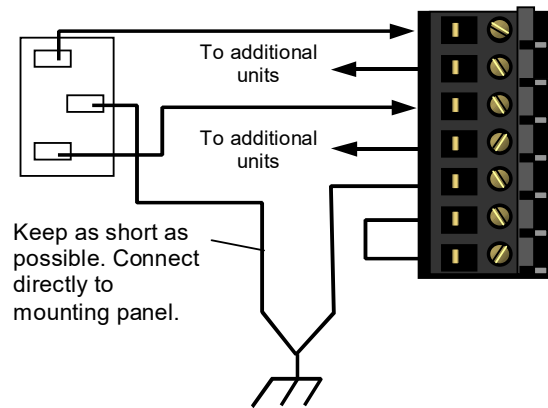 To additional
units
To additional
units
Keep as short as
possible. Connect
directly to
mounting panel.